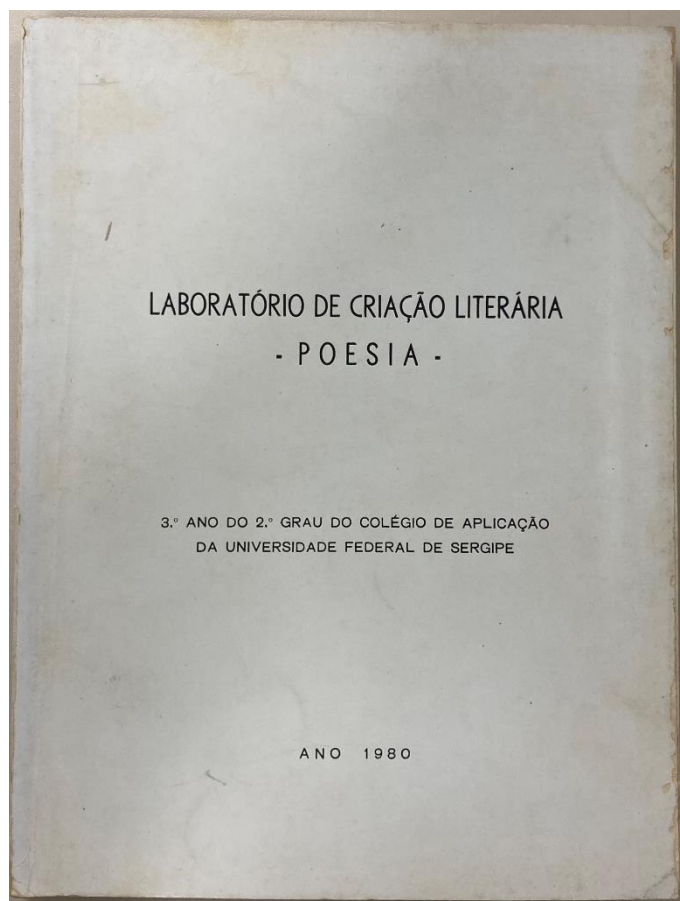 LABORATÓRIO DE CRIAÇÃO LITERÁRIA
- POESIA -
3.º ANO DO 2.º GRAU DO COLÉGIO DE APLICAÇÃO
DA UNIVERSIDADE FEDERAL DE SERGIPE
ANO 1980